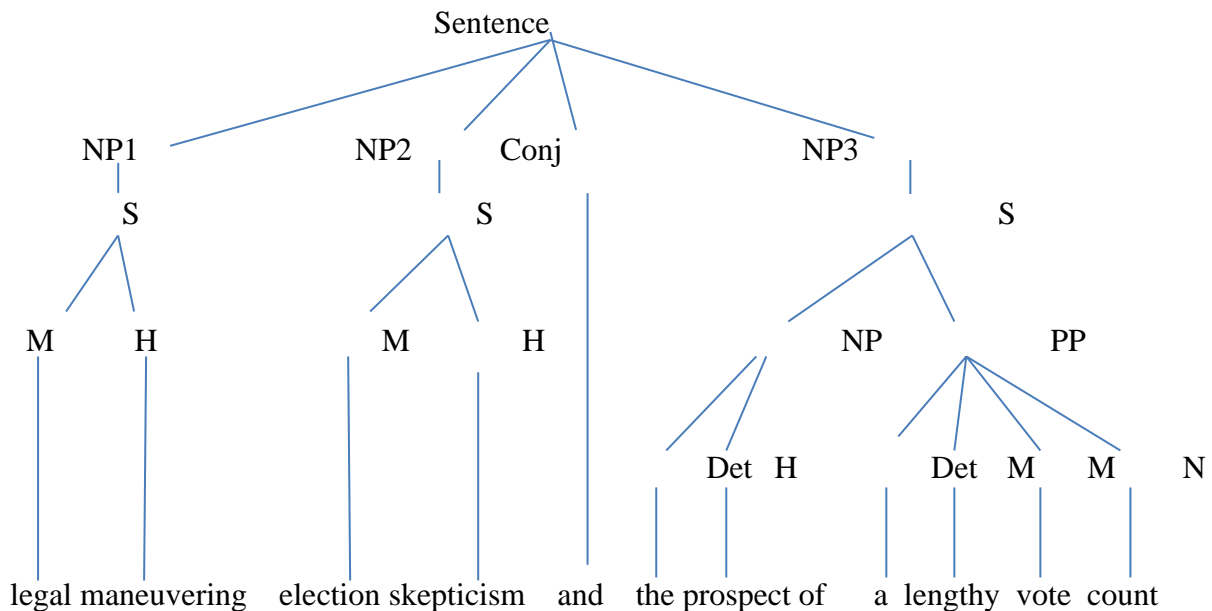 Sentence
NP1 NP2 Conj NP3
S S S
M H M H NP PP
Det H Det M M N
legal maneuvering election skepticism and the prospect of a lengthy vote count